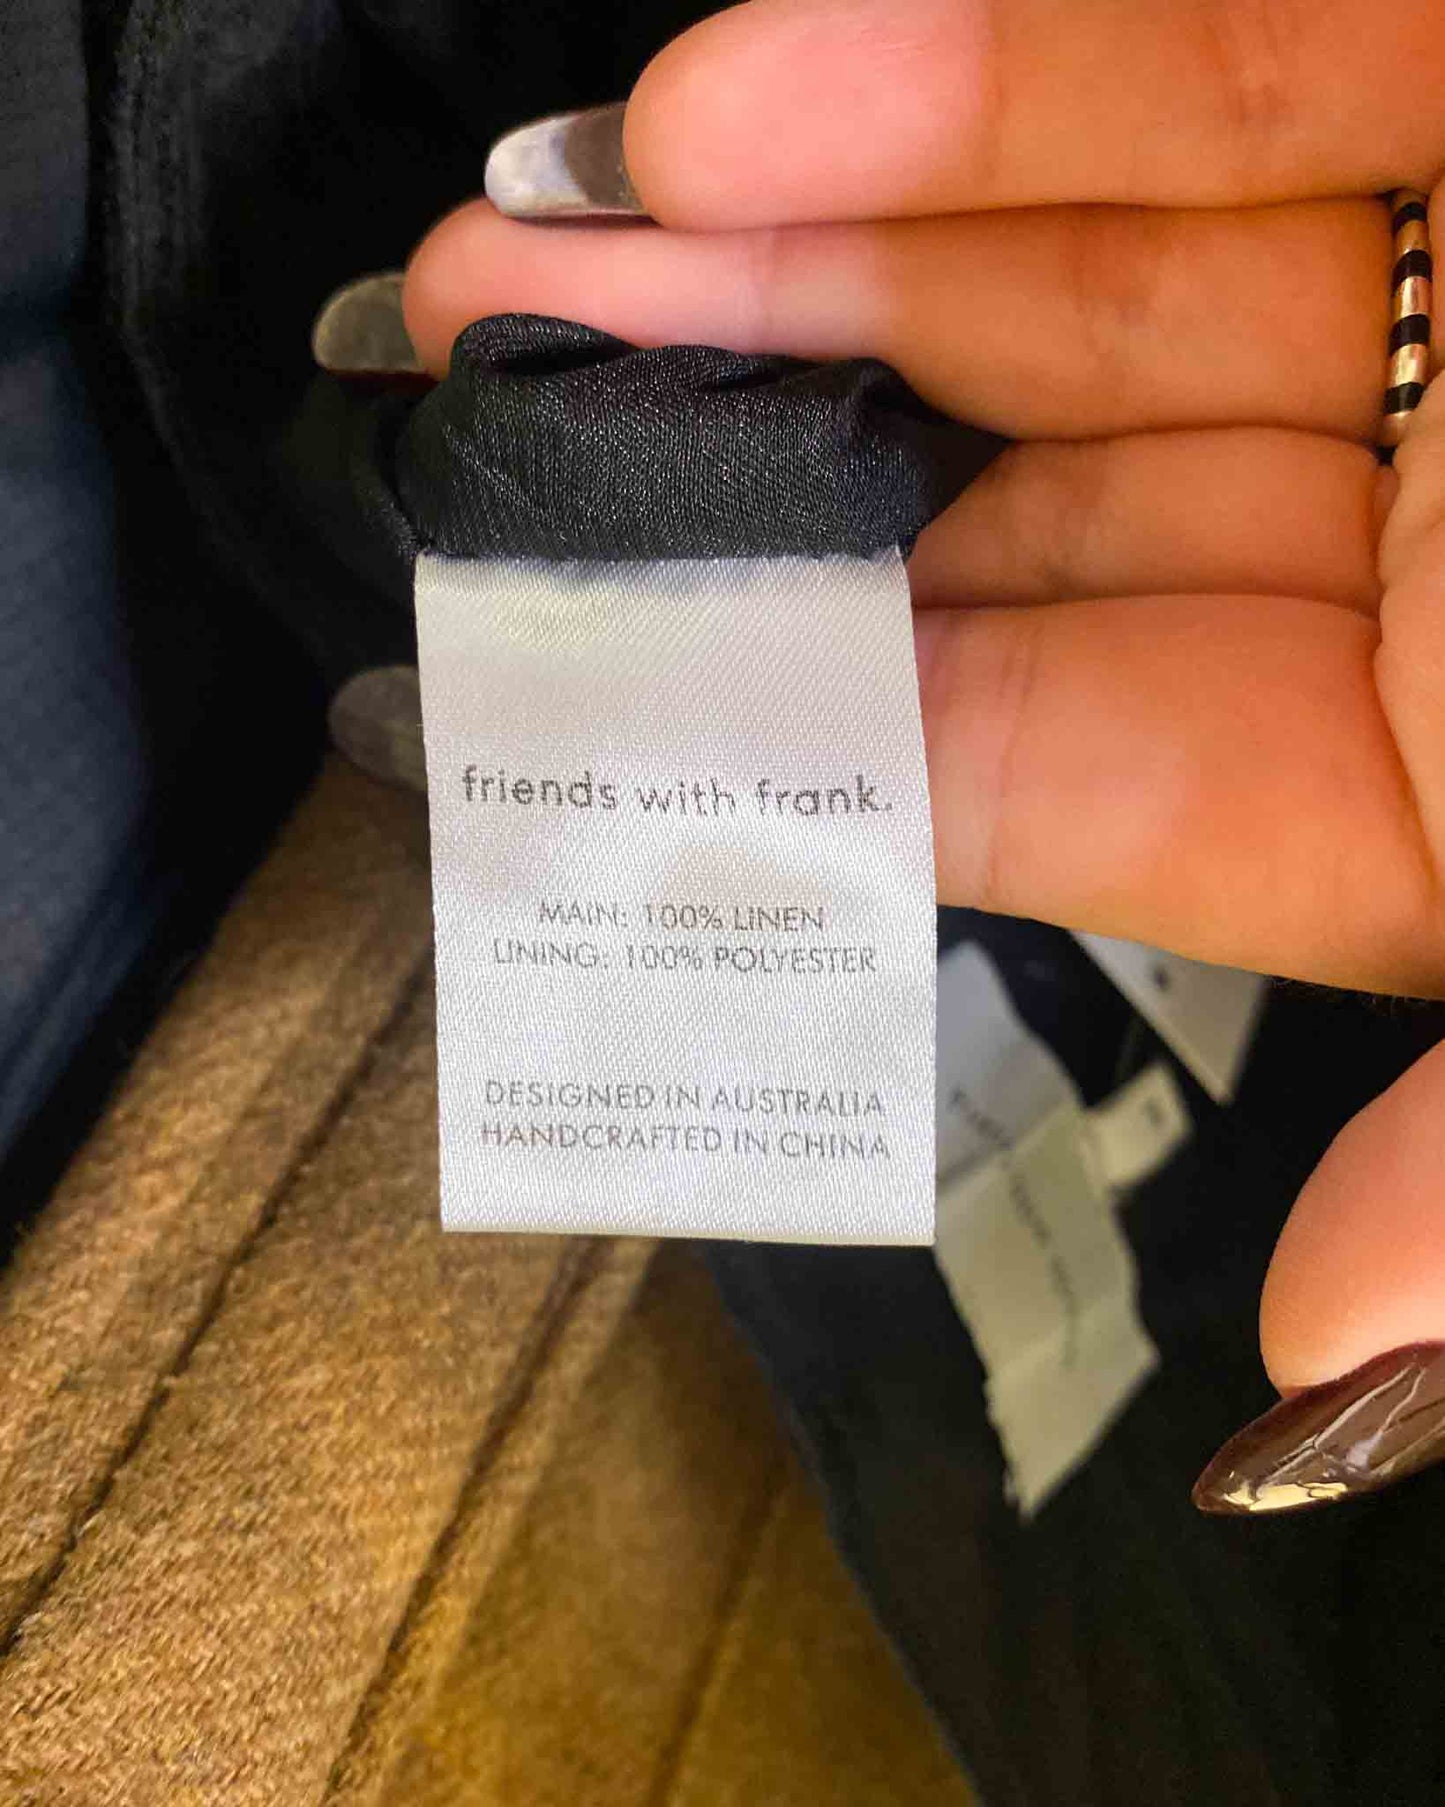 friends with frank.
MAIN: 100% LINEN
LINING: 100% POLYESTER
DESIGNED IN AUSTRALIA
HANDCRAFTED IN CHINA